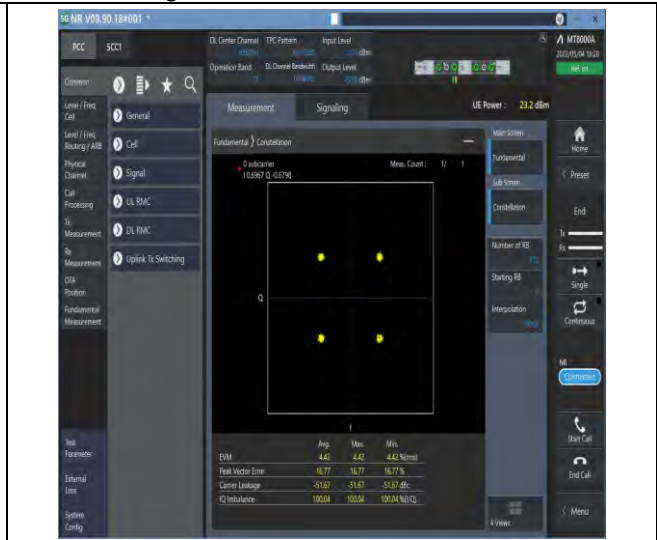 5G NR V08.90.18#001 *
PCC
SCC1
DL Center Channel
TPC Pattern
Input Level
dBm
Operation Band
DL Channel Bandwidth
Output Level
dBm
MT8000A
2022/05/04 16:28
Common
Level / Freq
Cell
Level / Freq
Routing / ARB
Physical
Channel
Call
Processing
Tx
Measurement
Rx
Measurement
OTA
Position
Fundamental
Measurement
Test
Parameter
External
Loss
System
Config
General
Cell
Signal
UL RMC
DL RMC
Uplink Tx Switching
Measurement
Signaling
UE Power : 23.2 dBm
Fundamental
Constellation
0 subcarrier
Meas. Count : 1/ 1
I 0.6967 Q -0.6798
Q
I
Avg. Max. Min.
EVM 4.42 4.42 4.42 %(rms)
Peak Vector Error 16.77 16.77 16.77 %
Carrier Leakage -51.67 -51.67 -51.67 dBc
IQ Imbalance 100.04 100.04 100.04 %(I/Q)
Main Screen
Fundamental
Sub Screen
Constellation
Number of RB
Starting RB
Interpolation
4 Views
Home
Preset
End
Tx
Rx
Single
Continuous
NR
Connected
Start Call
End Call
Menu